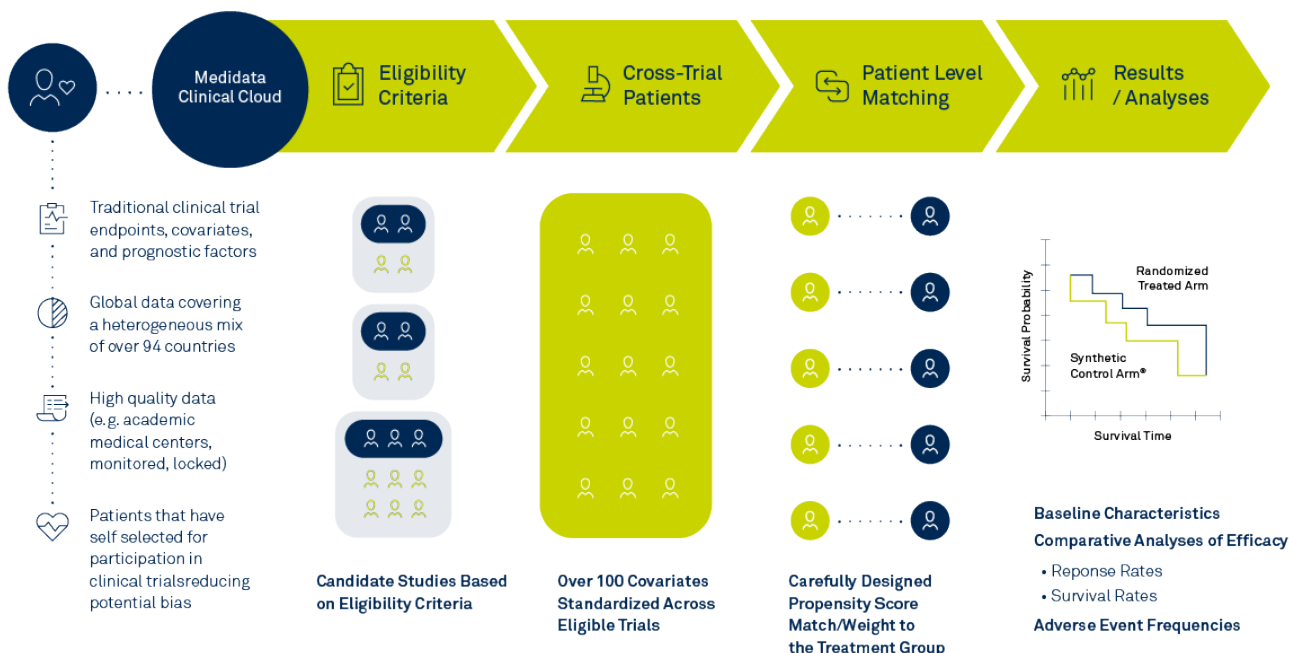 Medidata
Clinical Cloud
Eligibility
Criteria
Cross-Trial
Patients
Patient Level
Matching
Results
/ Analyses
Traditional clinical trial
endpoints, covariates,
and prognostic factors
Global data covering
a heterogeneous mix
of over 94 countries
High quality data
(e.g. academic
medical centers,
monitored, locked)
Patients that have
self selected for
participation in
clinical trialsreducing
potential bias
Candidate Studies Based
on Eligibility Criteria
Over 100 Covariates
Standardized Across
Eligible Trials
Carefully Designed
Propensity Score
Match/Weight to
the Treatment Group
Survival Probability
Randomized
Treated Arm
Synthetic
Control Arm®
Survival Time
Baseline Characteristics
Comparative Analyses of Efficacy
• Reponse Rates
• Survival Rates
Adverse Event Frequencies